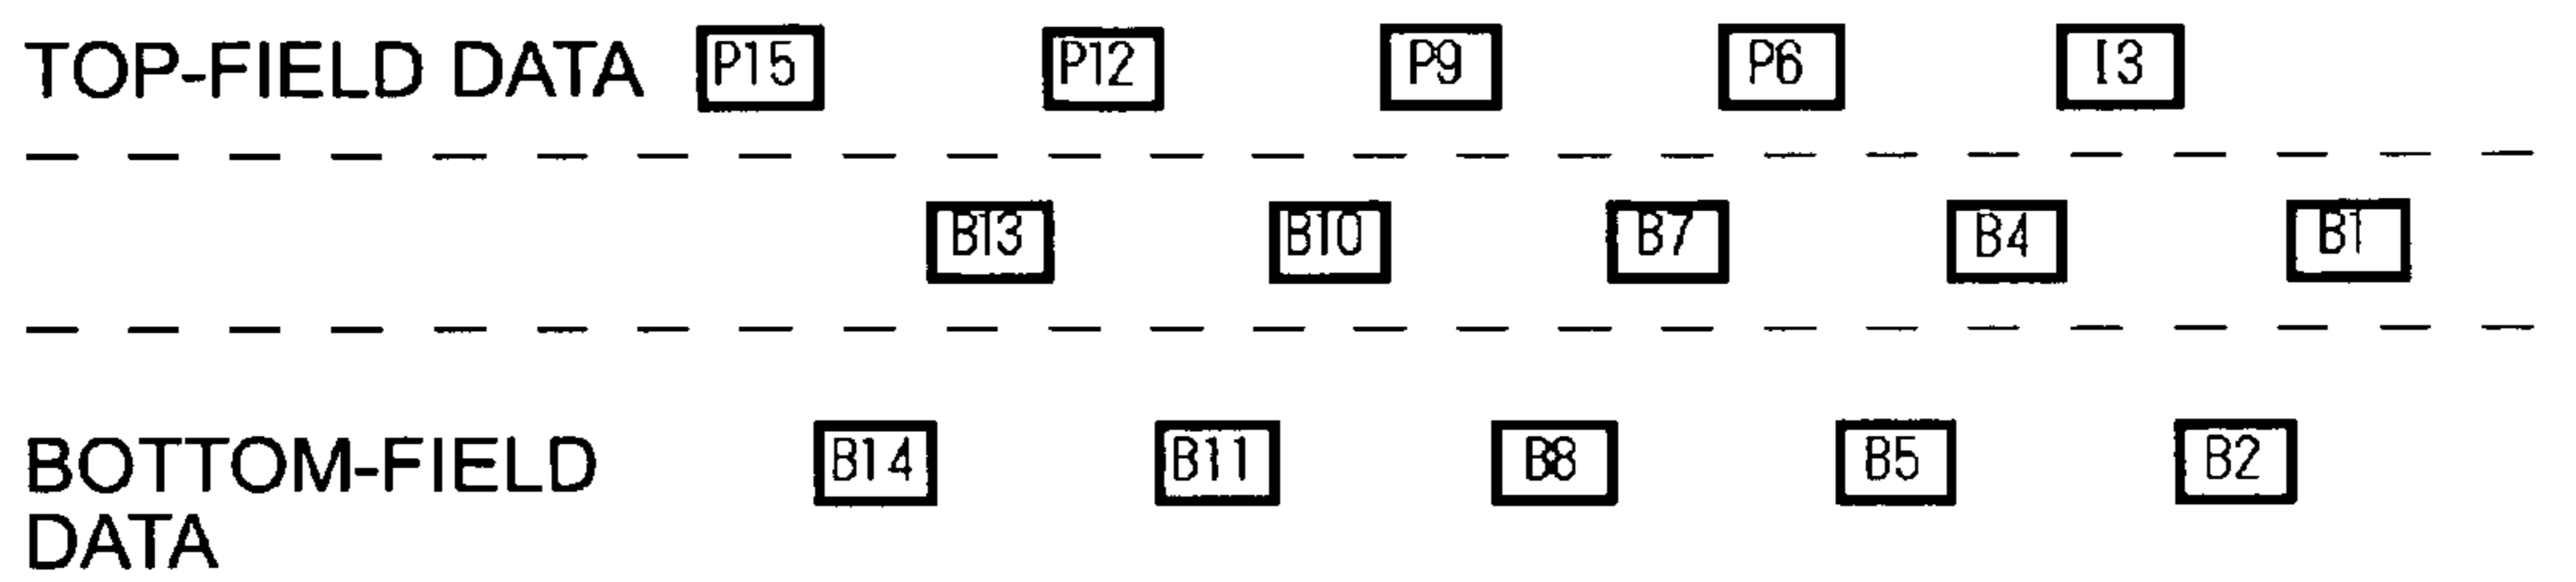 TOP-FIELD DATA P15 P12 P9 P6 I3
B13 B10 B7 B4 B1
BOTTOM-FIELD B14 B11 B8 B5 B2
DATA